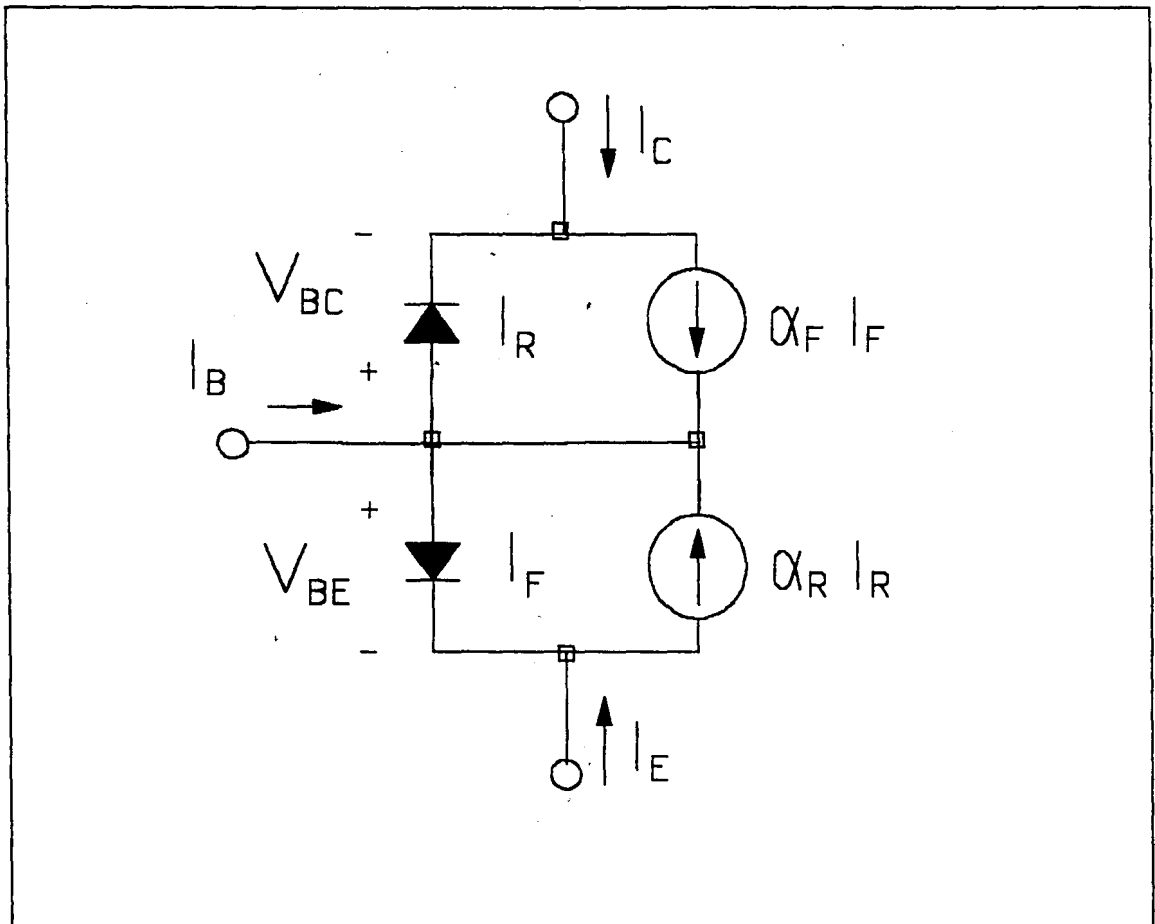 I_C
−
V_BC
I_R
α_F I_F
+
I_B
+
V_BE
I_F
α_R I_R
−
I_E